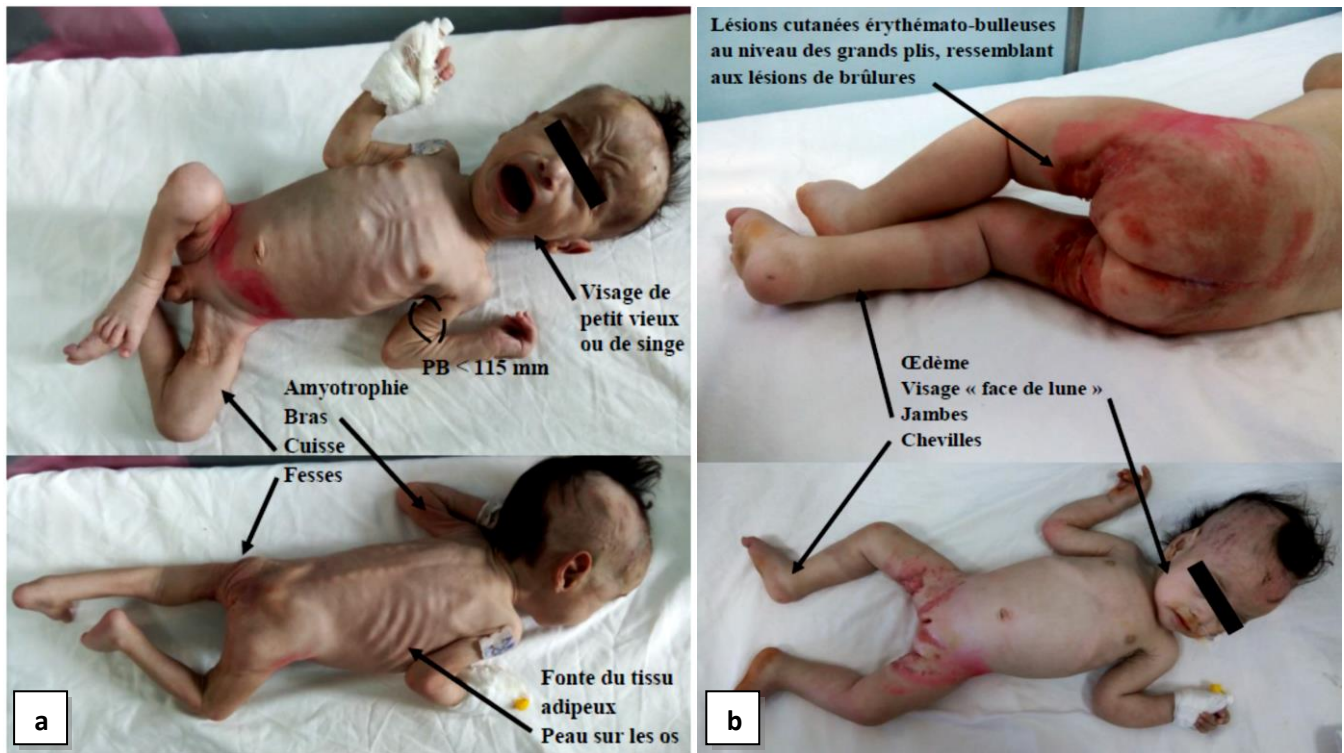 Visage de
petit vieux
ou de singe
PB < 115 mm
Amyotrophie
Bras
Cuisse
Fesses
Fonte du tissu
adipeux
Peau sur les os
a
Lésions cutanées érythémato-bulleuses
au niveau des grands plis, ressemblant
aux lésions de brûlures
Œdème
Visage « face de lune »
Jambes
Chevilles
b